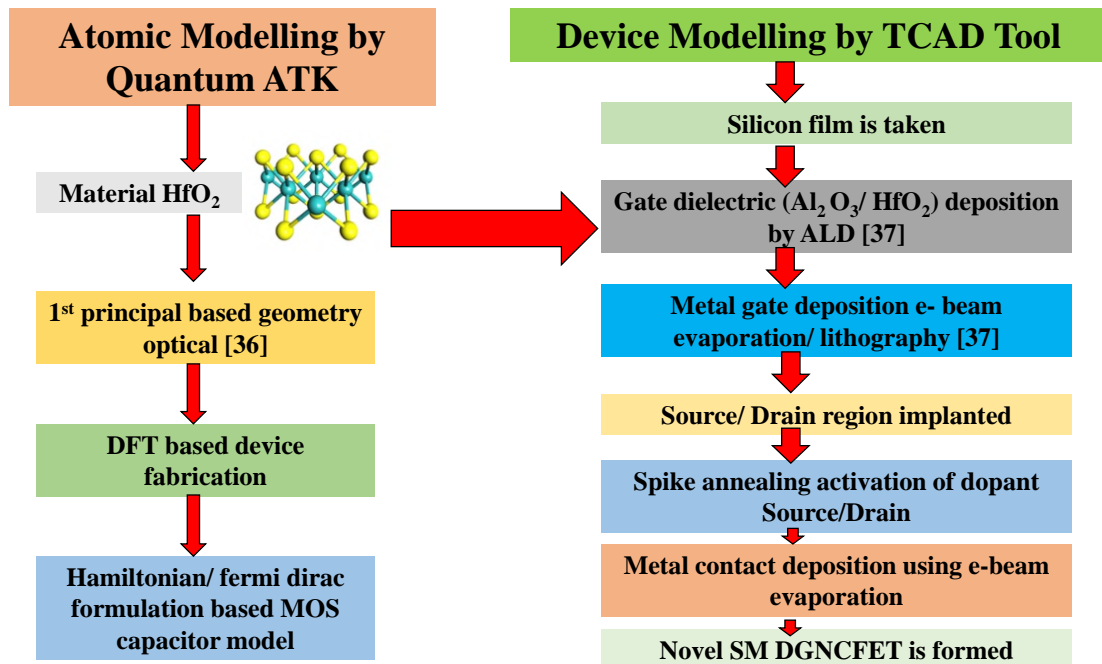 Atomic Modelling by
Quantum ATK
Material HfO₂
1st principal based geometry
optical [36]
DFT based device
fabrication
Hamiltonian/ fermi dirac
formulation based MOS
capacitor model
Device Modelling by TCAD Tool
Silicon film is taken
Gate dielectric (Al₂ O₃/ HfO₂) deposition
by ALD [37]
Metal gate deposition e- beam
evaporation/ lithography [37]
Source/ Drain region implanted
Spike annealing activation of dopant
Source/Drain
Metal contact deposition using e-beam
evaporation
Novel SM DGNCFET is formed